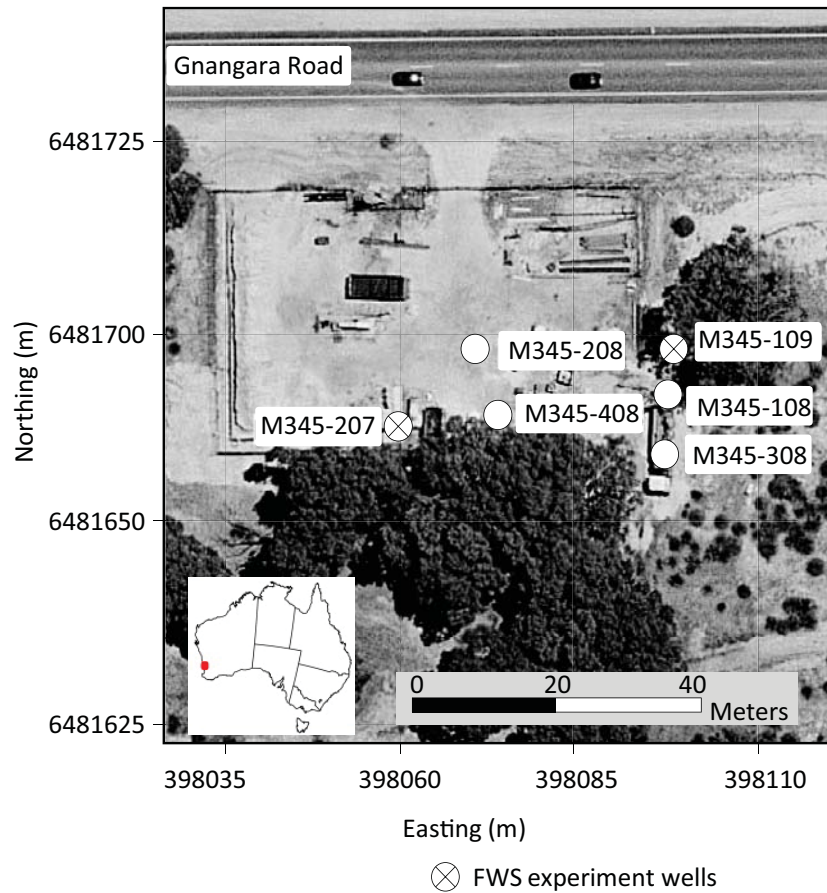 Gnangara Road
6481725
6481700
M345-208
M345-109
M345-108
M345-207
M345-408
M345-308
Northing (m)
6481650
0 20 40
Meters
6481625
398035 398060 398085 398110
Easting (m)
FWS experiment wells